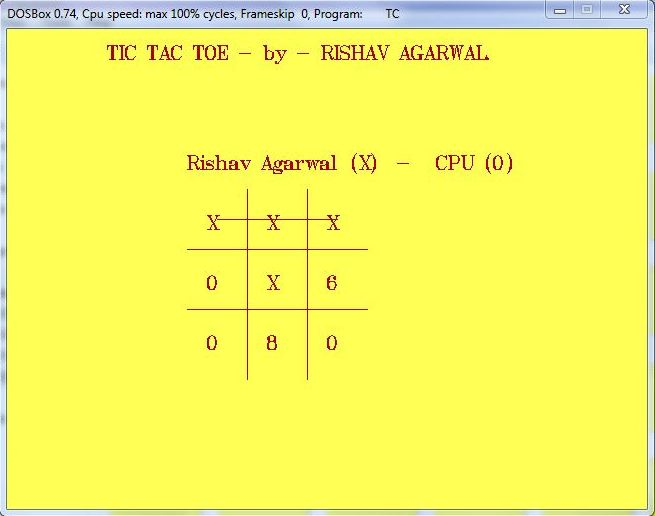 DOSBox 0.74, Cpu speed: max 100% cycles, Frameskip 0, Program: TC
TIC TAC TOE - by - RISHAV AGARWAL
Rishav Agarwal (X) - CPU (0)
X X X
0 X 6
0 8 0